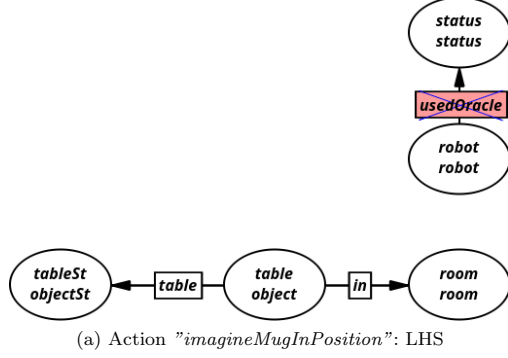 status
status
usedOracle
robot
robot
tableSt
objectSt
table
table
object
in
room
room
(a) Action "imagineMugInPosition": LHS